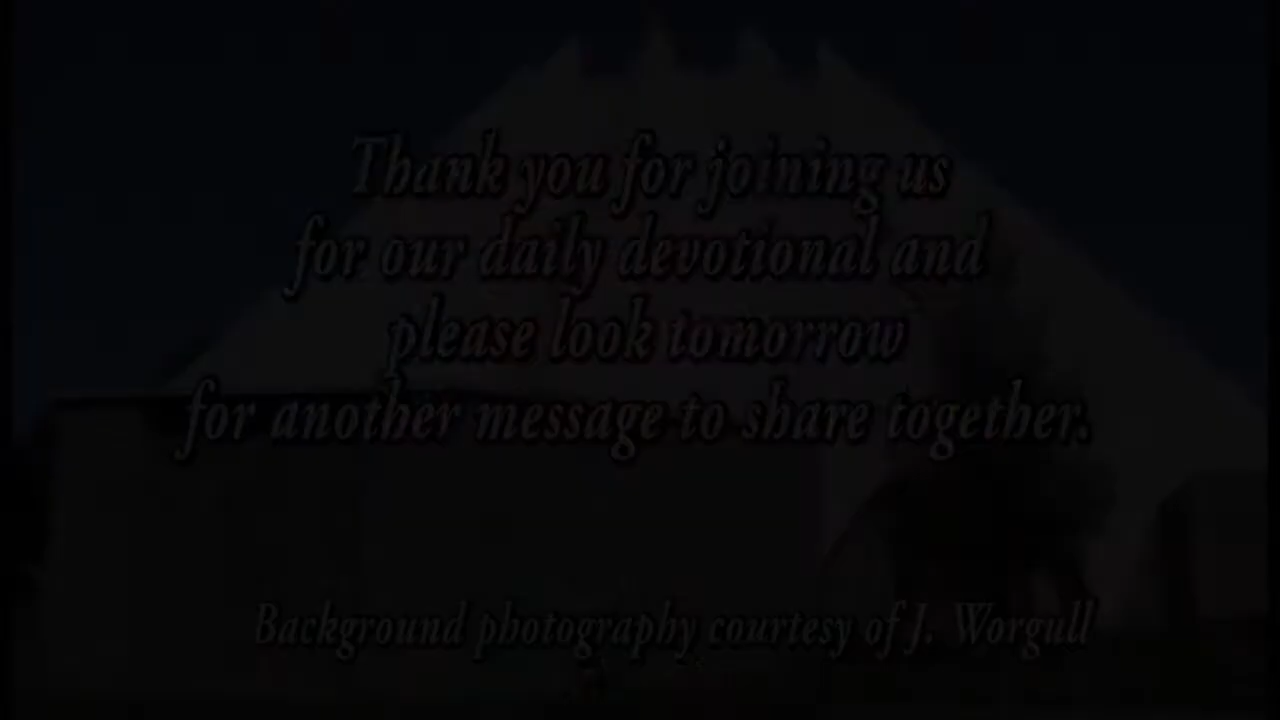 Thank you for joining us
for our daily devotional and
please look tomorrow
for another message to share together.
Background photography courtesy of J. Worgull